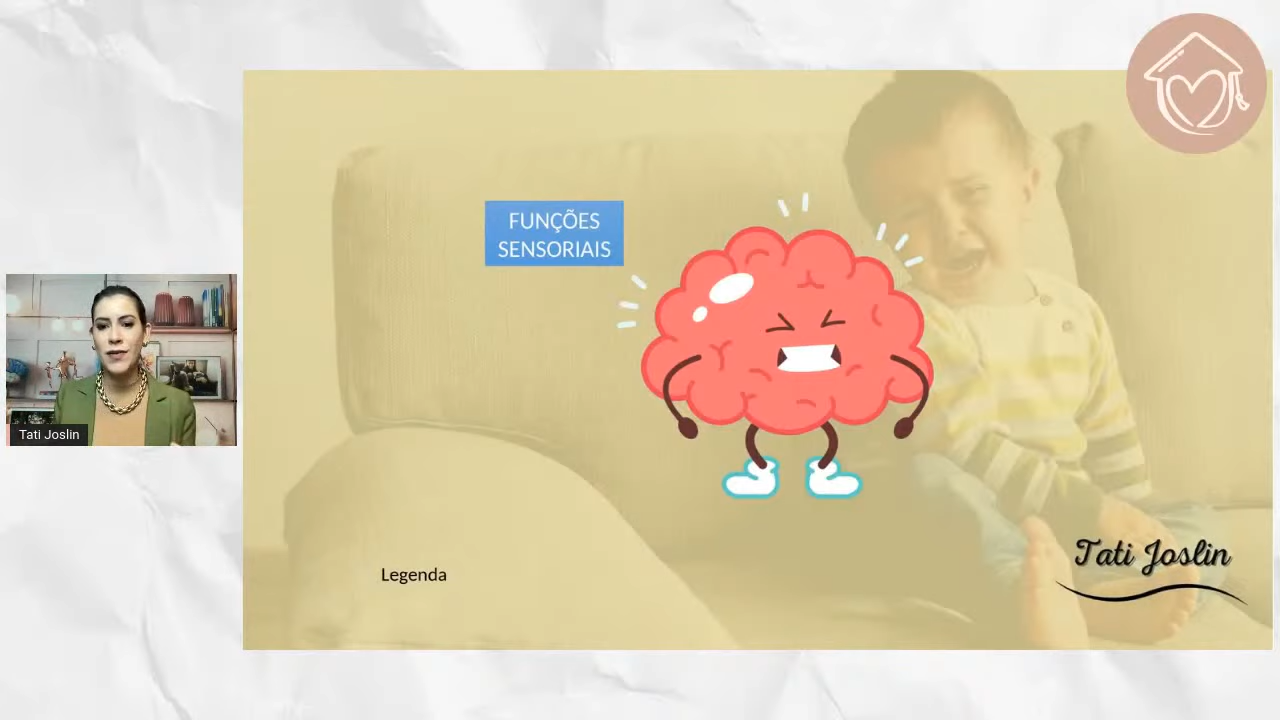 FUNÇÕES
SENSORIAIS
Tati Joslin
Legenda
Tati Joslin